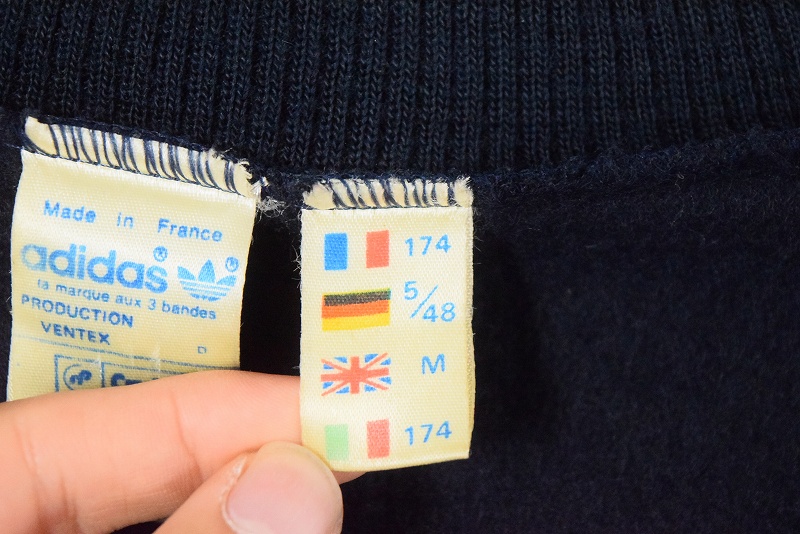 Made in France
adidas®
®
la marque aux 3 bandes
PRODUCTION
VENTEX
174
5/48
M
174